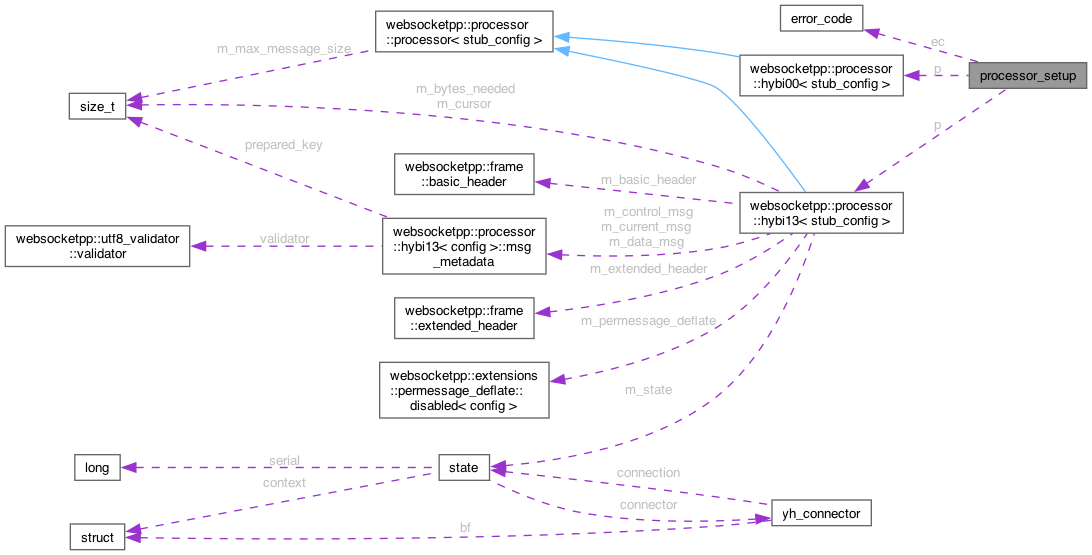 websocketpp::processor
::processor< stub_config >
error_code
ec
m_max_message_size
websocketpp::processor
::hybi00< stub_config >
p
processor_setup
size_t
m_bytes_needed
m_cursor
p
prepared_key
websocketpp::frame
::basic_header
m_basic_header
websocketpp::processor
::hybi13< stub_config >
websocketpp::utf8_validator
::validator
validator
websocketpp::processor
::hybi13< config >::msg
_metadata
m_control_msg
m_current_msg
m_data_msg
m_extended_header
websocketpp::frame
::extended_header
m_permessage_deflate
websocketpp::extensions
::permessage_deflate::
disabled< config >
m_state
long
serial
state
connection
context
connector
yh_connector
struct
bf